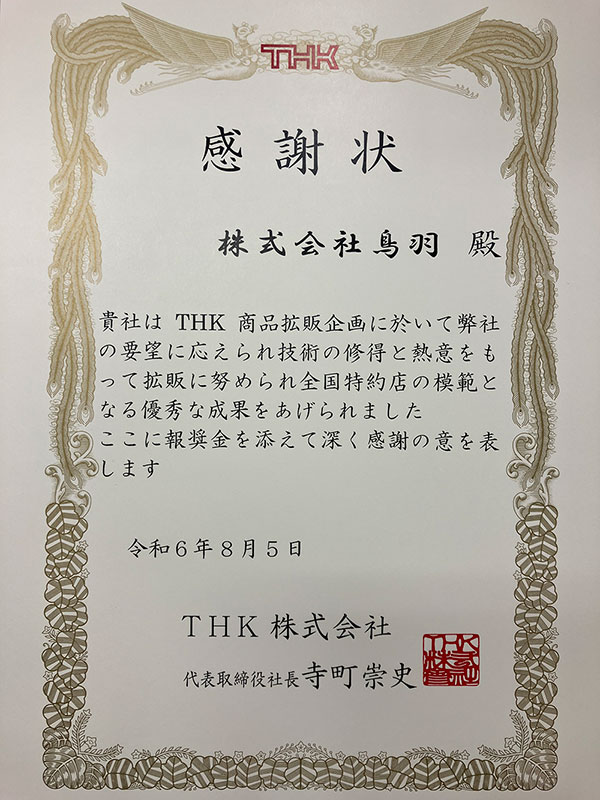 THK
感謝状
株式会社鳥羽 殿
貴社は THK 商品拡販企画に於いて弊社
の要望に応えられ技術の修得と熱意をも
って拡販に努められ全国特約店の模範と
なる優秀な成果をあげられました
ここに報奨金を添えて深く感謝の意を表
します
令和6年8月5日
THK 株式会社
代表取締役社長 寺町崇史